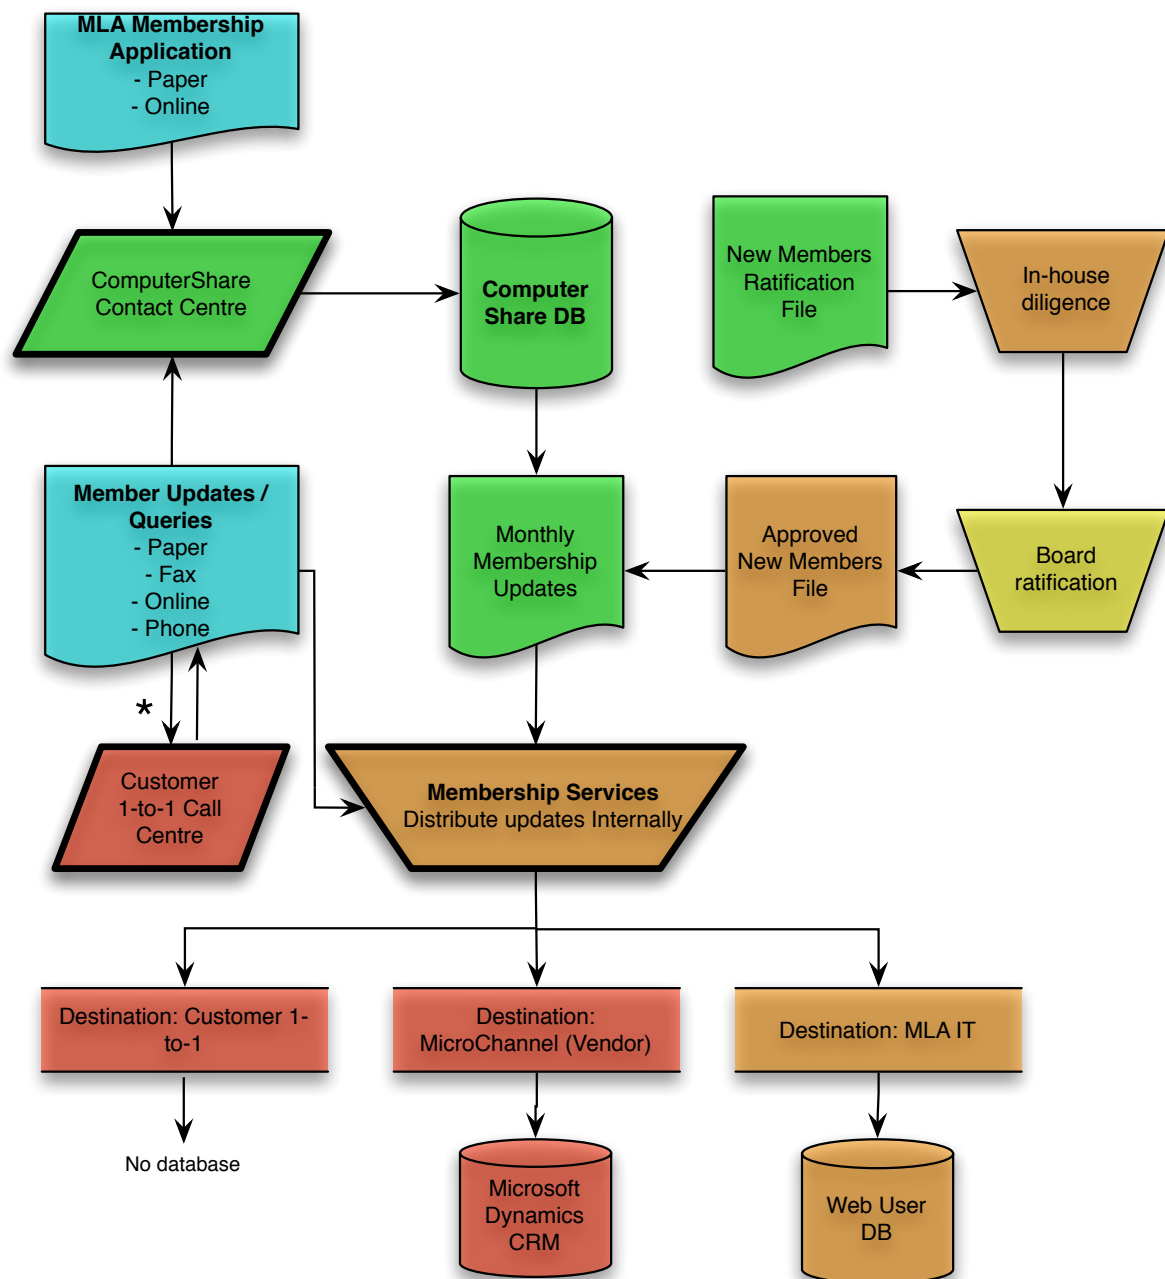 MLA Membership
Application
- Paper
- Online
ComputerShare
Contact Centre
Computer
Share DB
New Members
Ratification
File
In-house
diligence
Member Updates /
Queries
- Paper
- Fax
- Online
- Phone
Monthly
Membership
Updates
Approved
New Members
File
Board
ratification
*
Customer
1-to-1 Call
Centre
Membership Services
Distribute updates Internally
Destination: Customer 1-
to-1
Destination:
MicroChannel (Vendor)
Destination: MLA IT
No database
Microsoft
Dynamics
CRM
Web User
DB